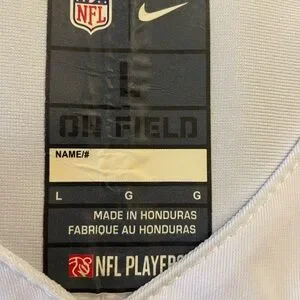 NFL
L
ON FIELD
NAME/#
L G G
MADE IN HONDURAS
FABRIQUÉ AU HONDURAS
NFL PLAYERS